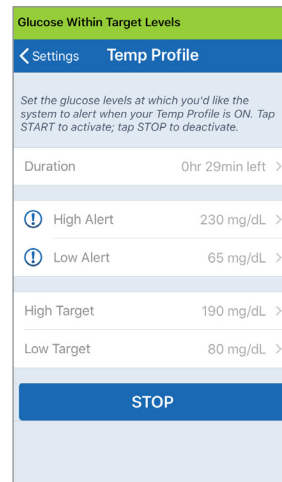 Glucose Within Target Levels
Settings Temp Profile
Set the glucose levels at which you'd like the
system to alert when your Temp Profile is ON. Tap
START to activate; tap STOP to deactivate.
Duration 0hr 29min left
High Alert 230 mg/dL
Low Alert 65 mg/dL
High Target 190 mg/dL
Low Target 80 mg/dL
STOP